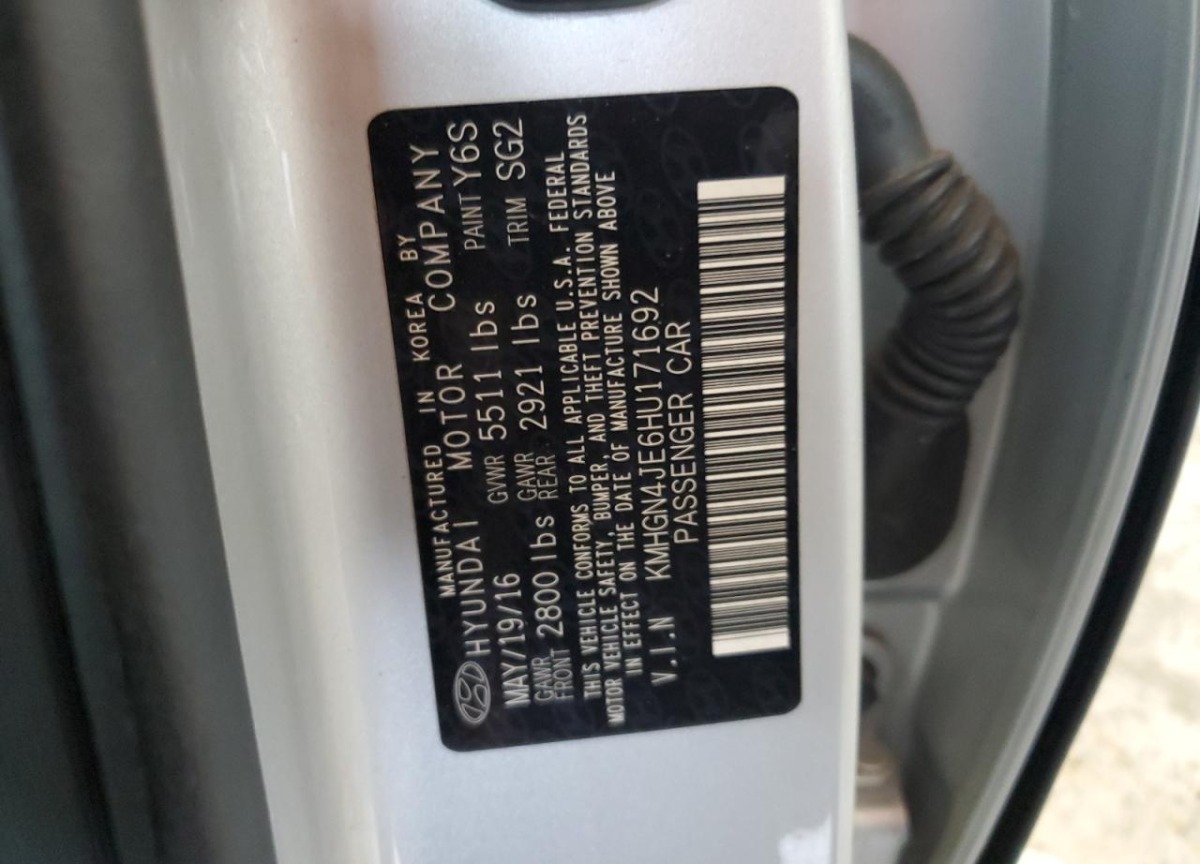 MANUFACTURED IN KOREA BY
HYUNDAI MOTOR COMPANY
MAY/19/16 GVWR 5511 lbs PAINT Y6S
GAWR FRONT 2800 lbs GAWR REAR 2921 lbs TRIM SG2
THIS VEHICLE CONFORMS TO ALL APPLICABLE U.S.A. FEDERAL
MOTOR VEHICLE SAFETY, BUMPER, AND THEFT PREVENTION STANDARDS
IN EFFECT ON THE DATE OF MANUFACTURE SHOWN ABOVE
V.I.N KMHGN4JE6HU171692
PASSENGER CAR